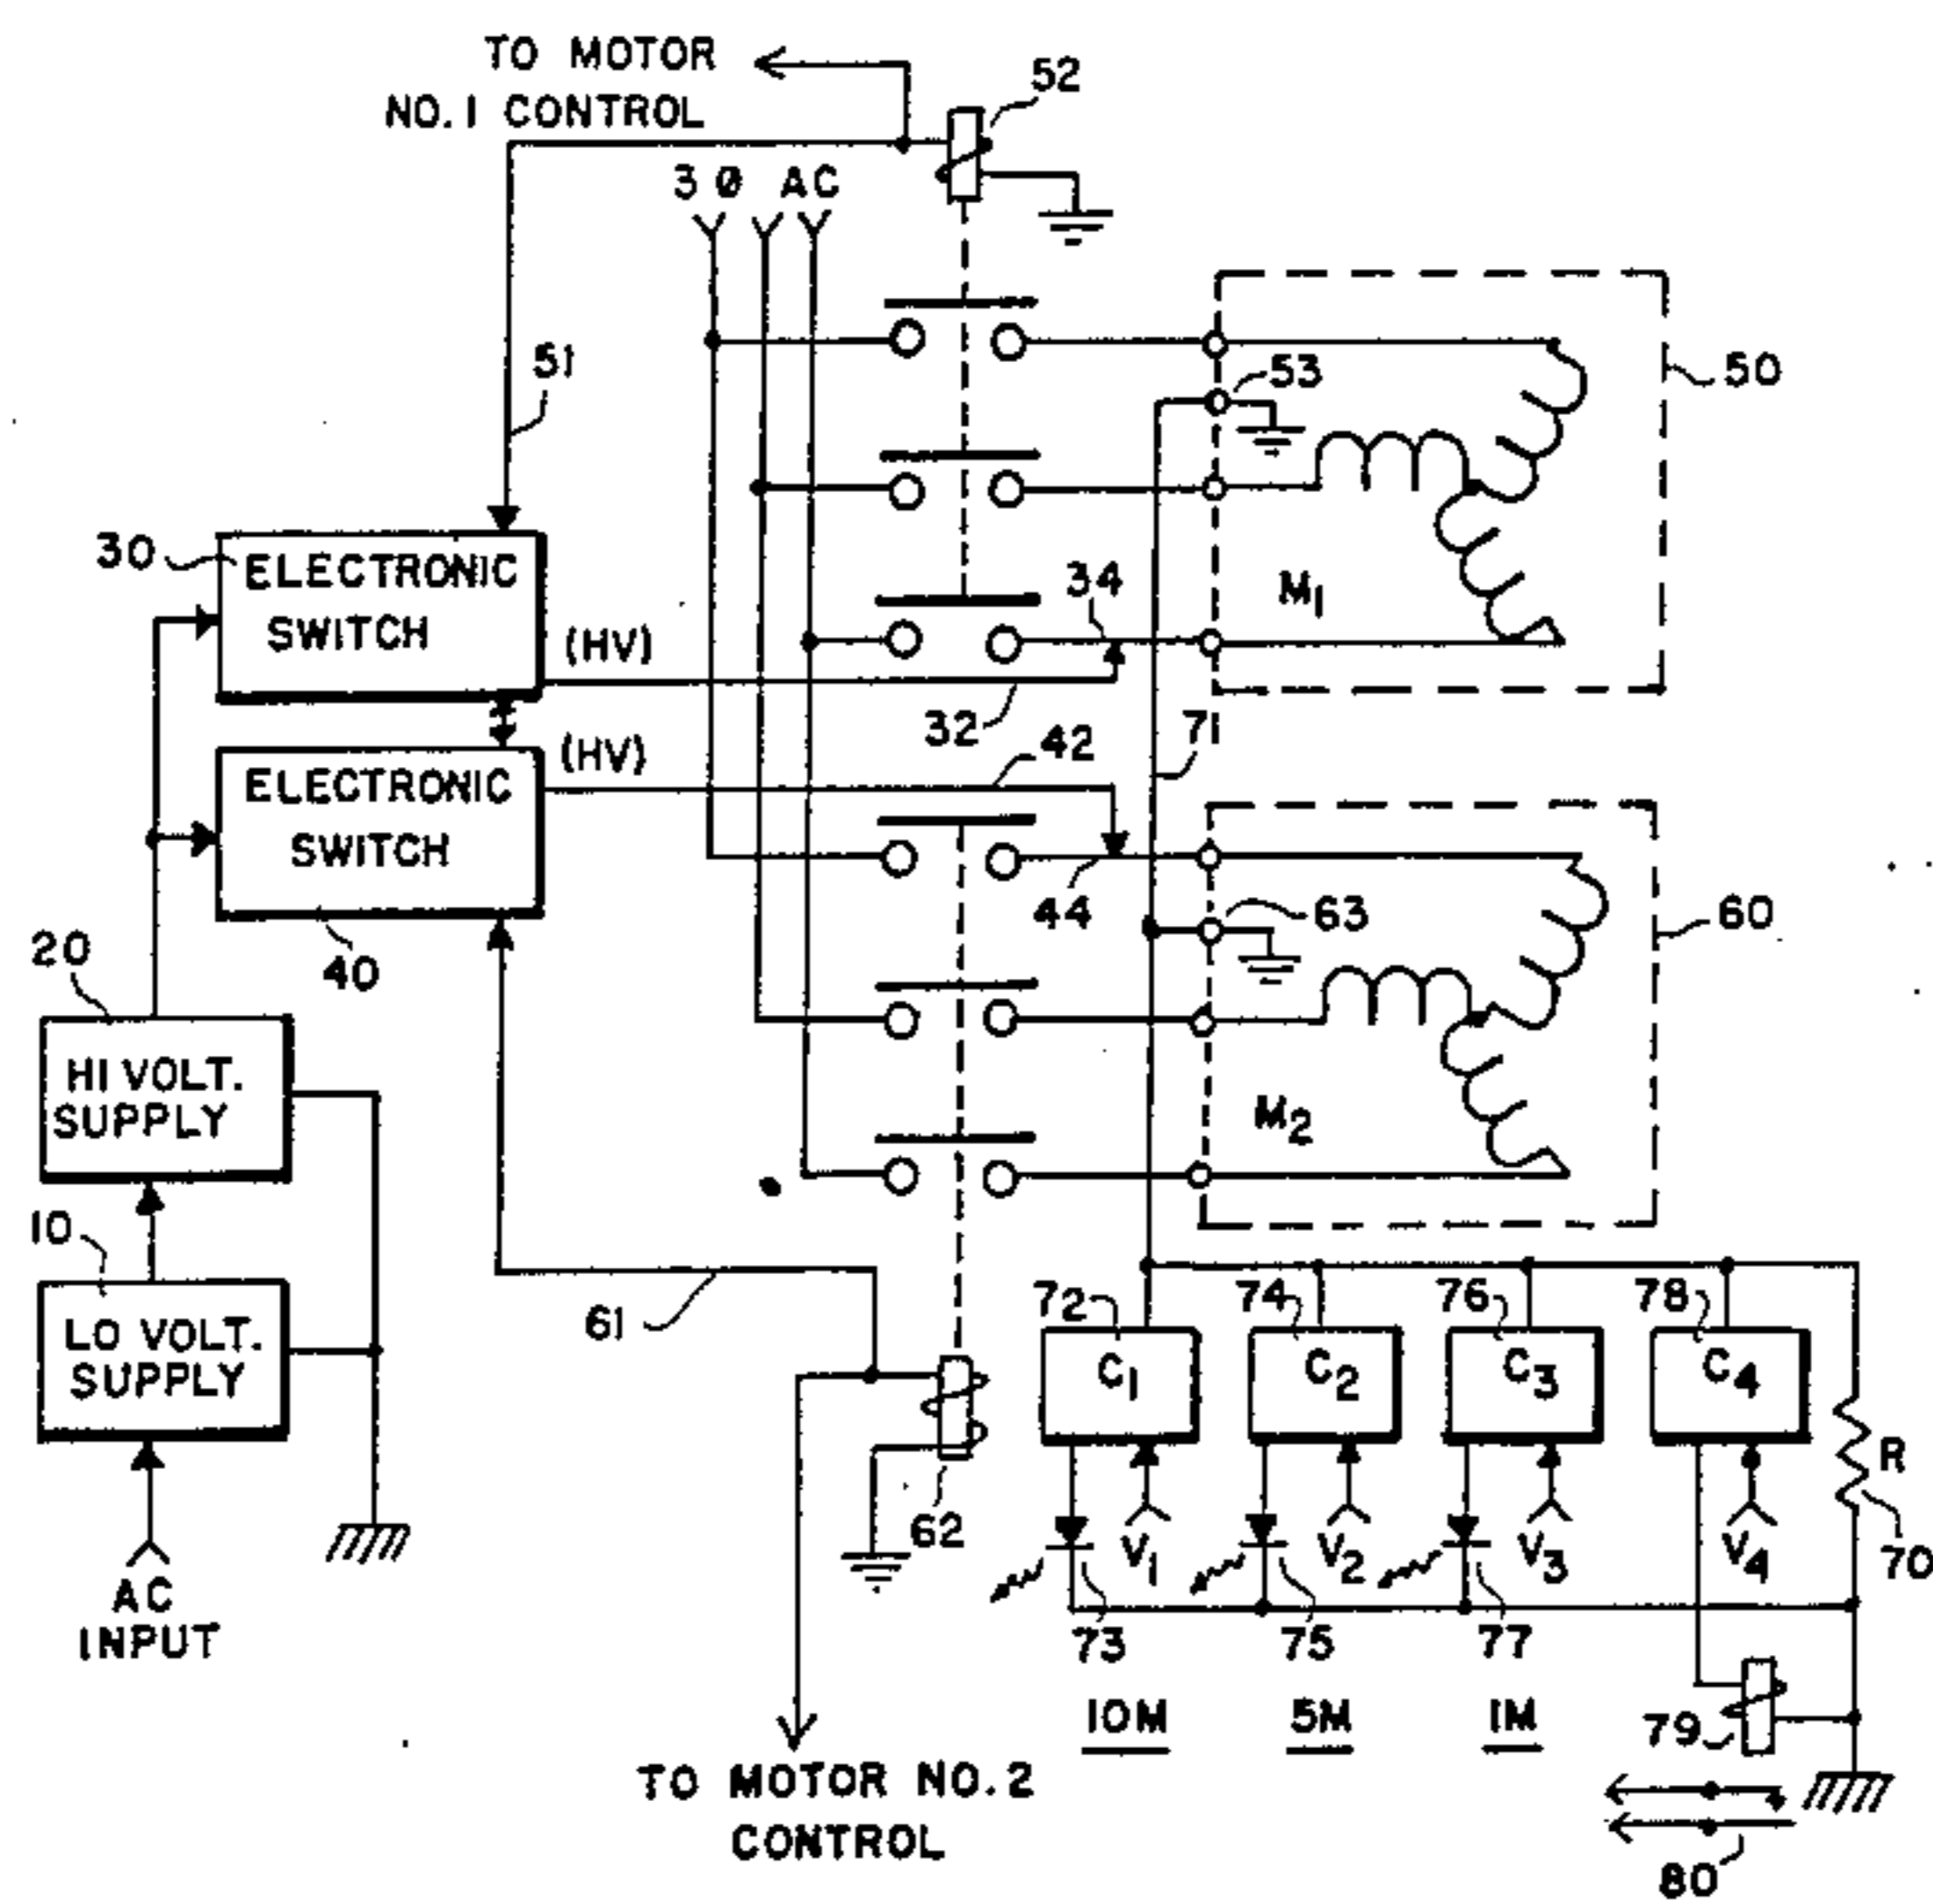 TO MOTOR
NO. 1 CONTROL
52
3 Ø AC
51
53
50
30
ELECTRONIC
SWITCH
(HV)
34
M1
32
71
(HV)
42
ELECTRONIC
SWITCH
40
44
63
60
20
HI VOLT.
SUPPLY
M2
10
LO VOLT.
SUPPLY
61
72
74
76
78
C1
C2
C3
C4
R
70
62
V1
V2
V3
V4
AC
INPUT
73
75
77
10M
5M
1M
79
TO MOTOR NO. 2
CONTROL
80